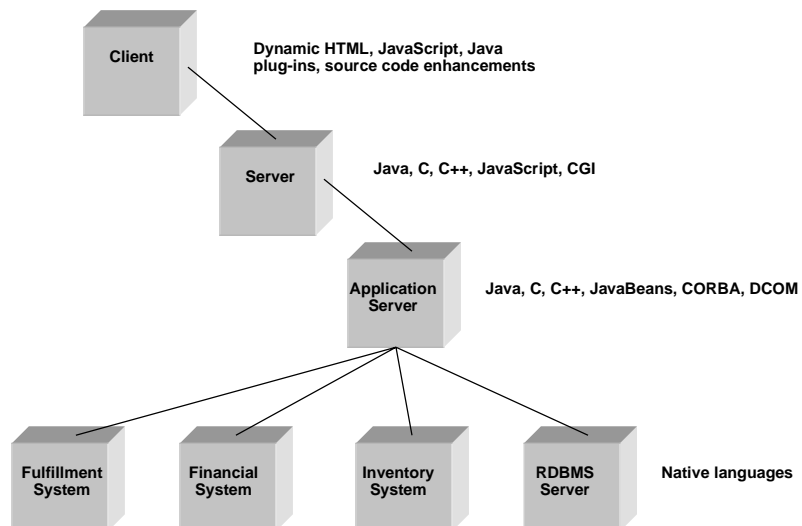 Client
Dynamic HTML, JavaScript, Java
plug-ins, source code enhancements
Server
Java, C, C++, JavaScript, CGI
Application
Server
Java, C, C++, JavaBeans, CORBA, DCOM
Fulfillment
System
Financial
System
Inventory
System
RDBMS
Server
Native languages